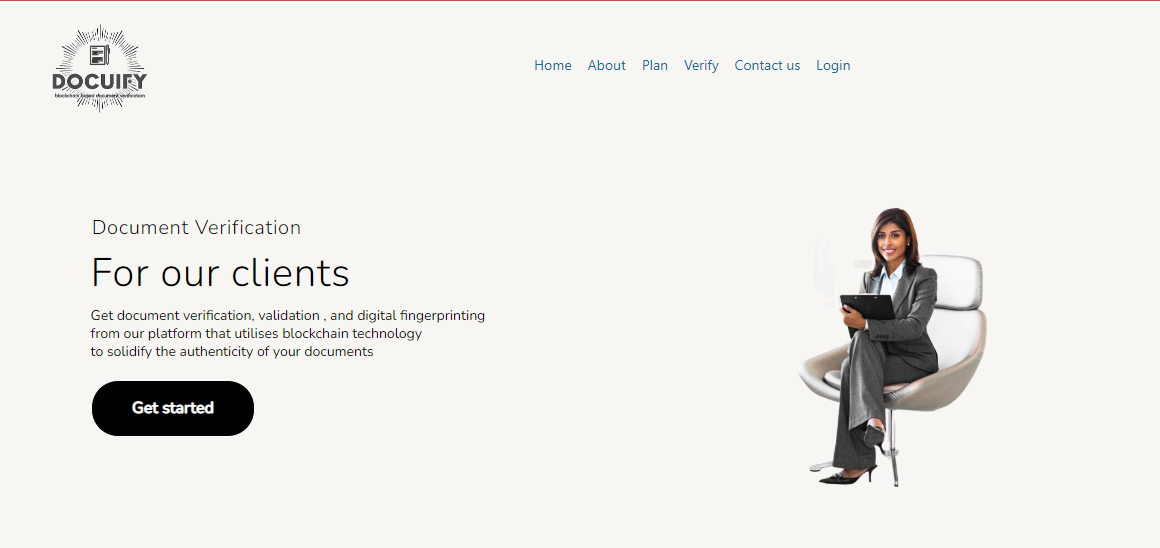 DOCUIFY
blockchain based document verification
Home About Plan Verify Contact us Login
Document Verification
For our clients
Get document verification, validation , and digital fingerprinting
from our platform that utilises blockchain technology
to solidify the authenticity of your documents
Get started